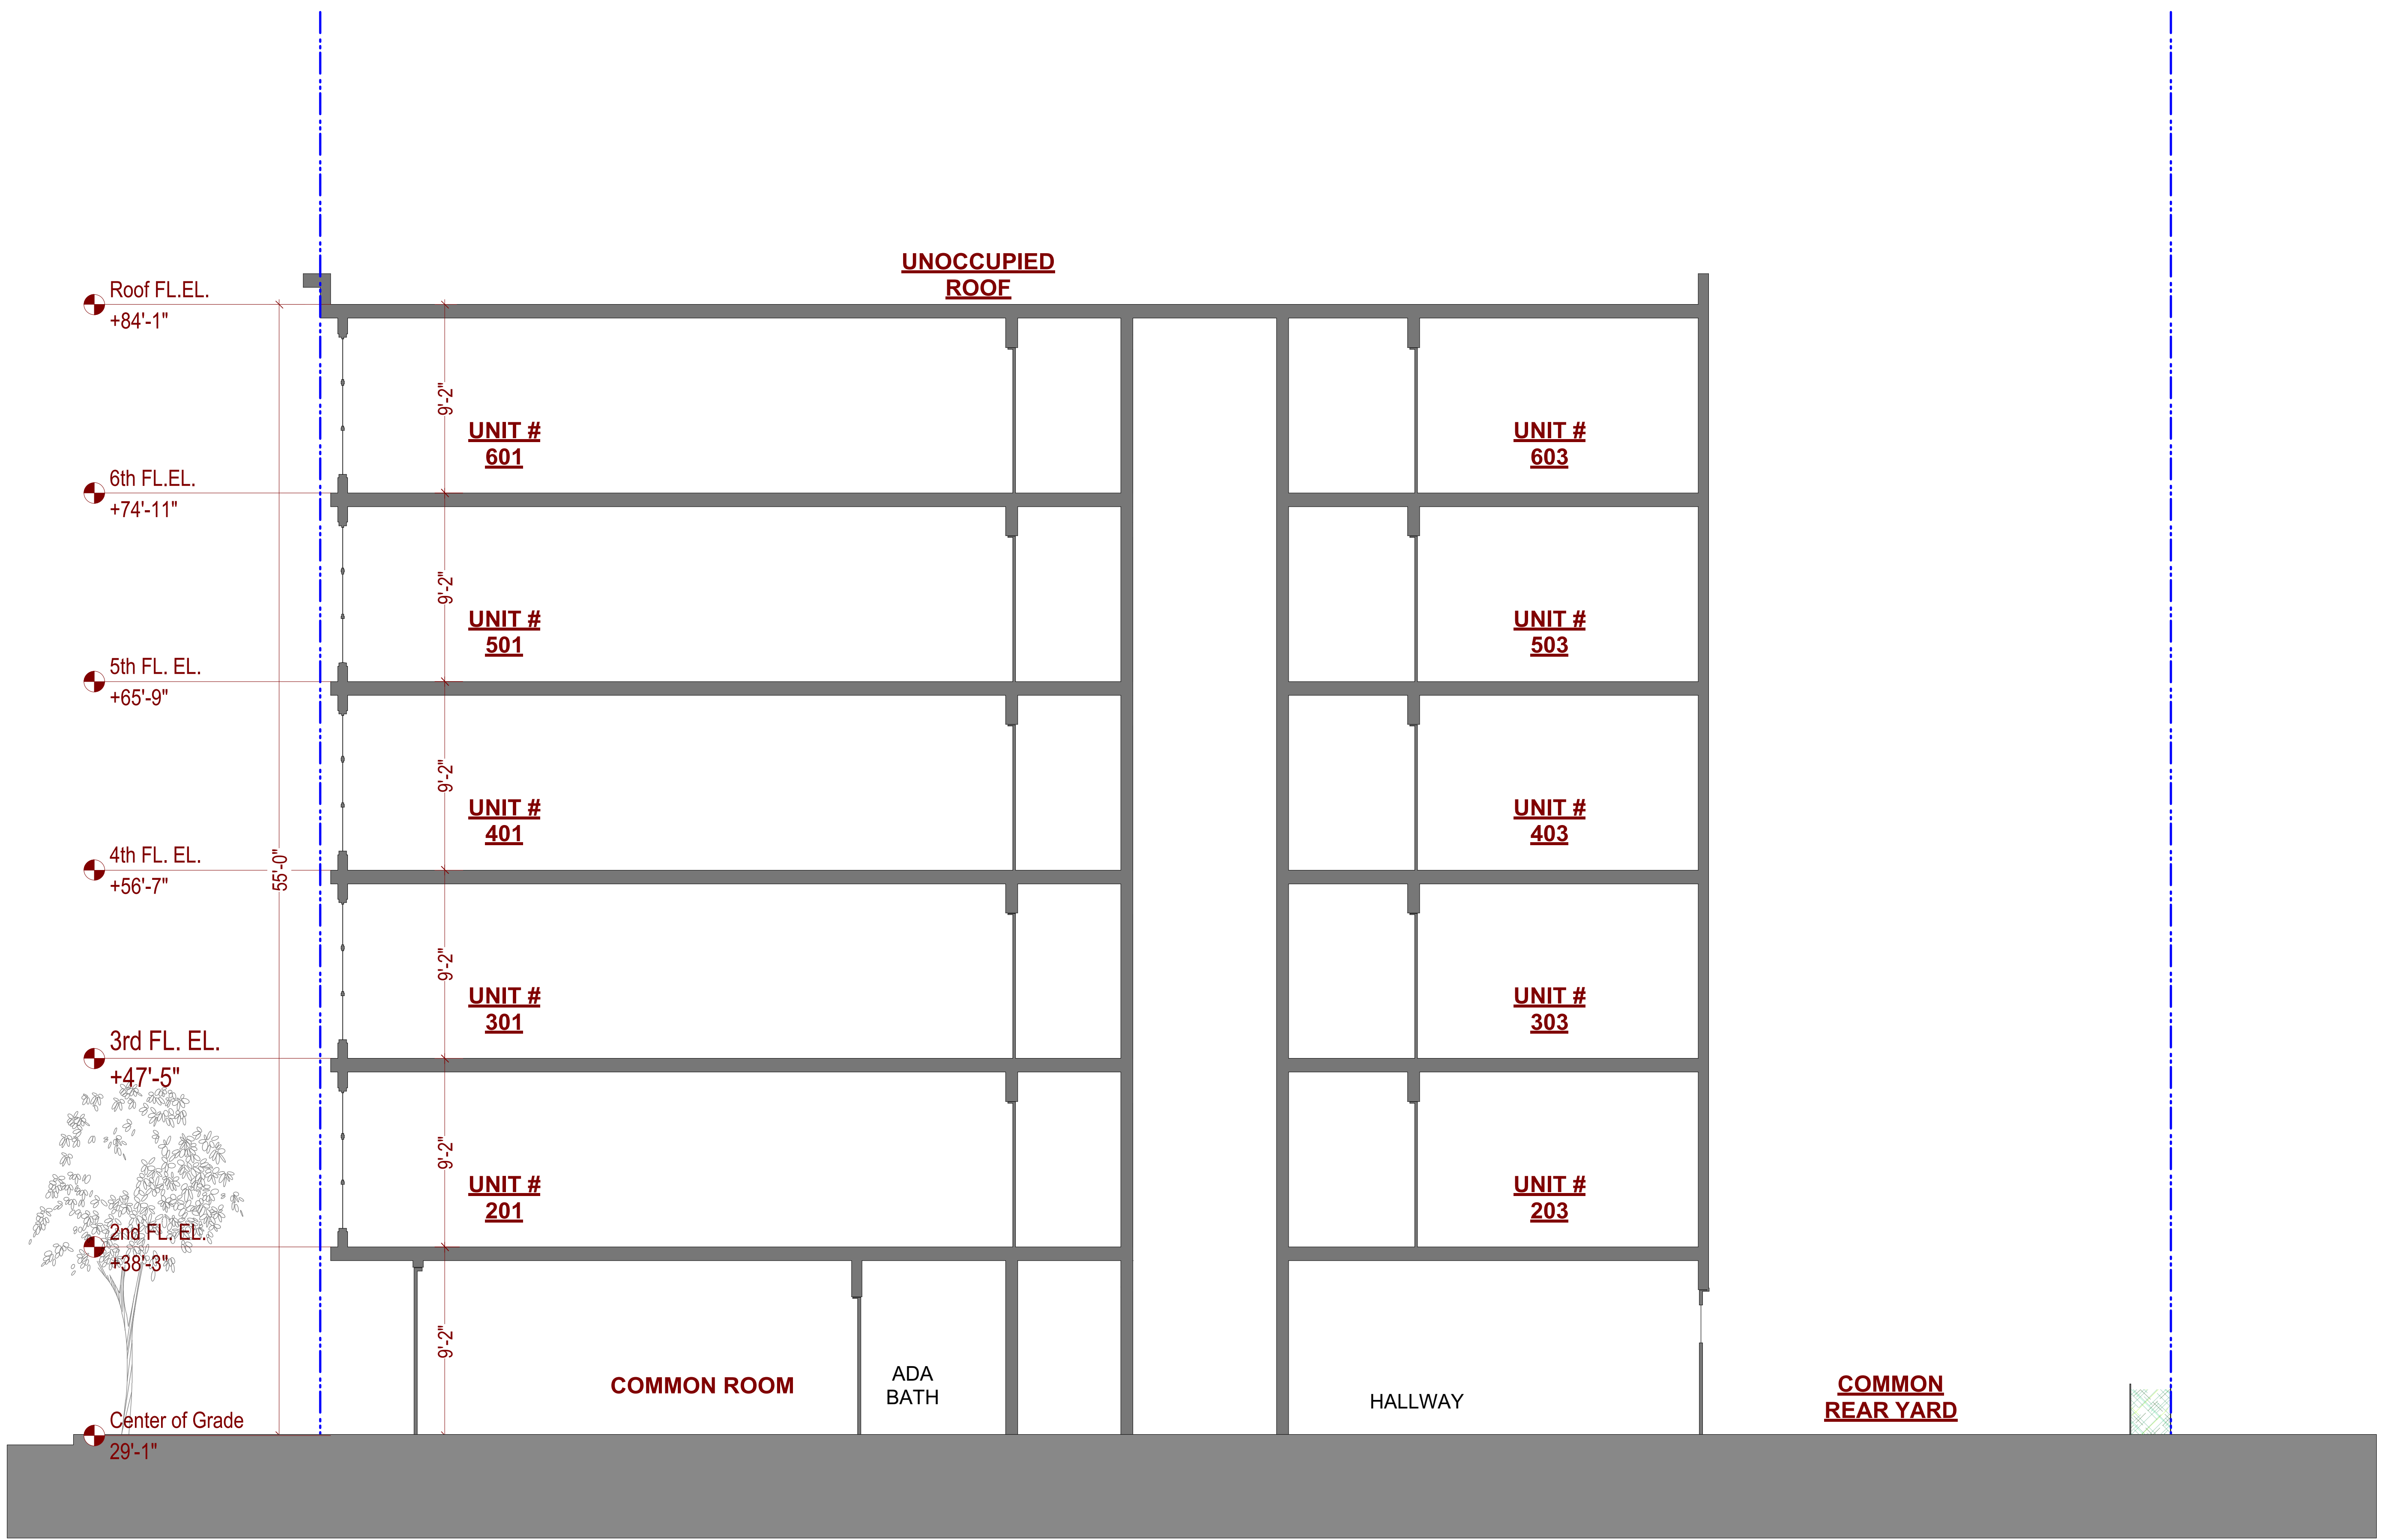 UNOCCUPIED
ROOF
Roof FL.EL.
+84'-1"
9'-2"
UNIT #
601
UNIT #
603
6th FL.EL.
+74'-11"
9'-2"
UNIT #
501
UNIT #
503
5th FL. EL.
+65'-9"
9'-2"
UNIT #
401
UNIT #
403
4th FL. EL.
+56'-7"
55'-0"
9'-2"
UNIT #
301
UNIT #
303
3rd FL. EL.
+47'-5"
9'-2"
UNIT #
201
UNIT #
203
2nd FL. EL.
+38'-3"
9'-2"
COMMON ROOM
ADA
BATH
HALLWAY
COMMON
REAR YARD
Center of Grade
29'-1"